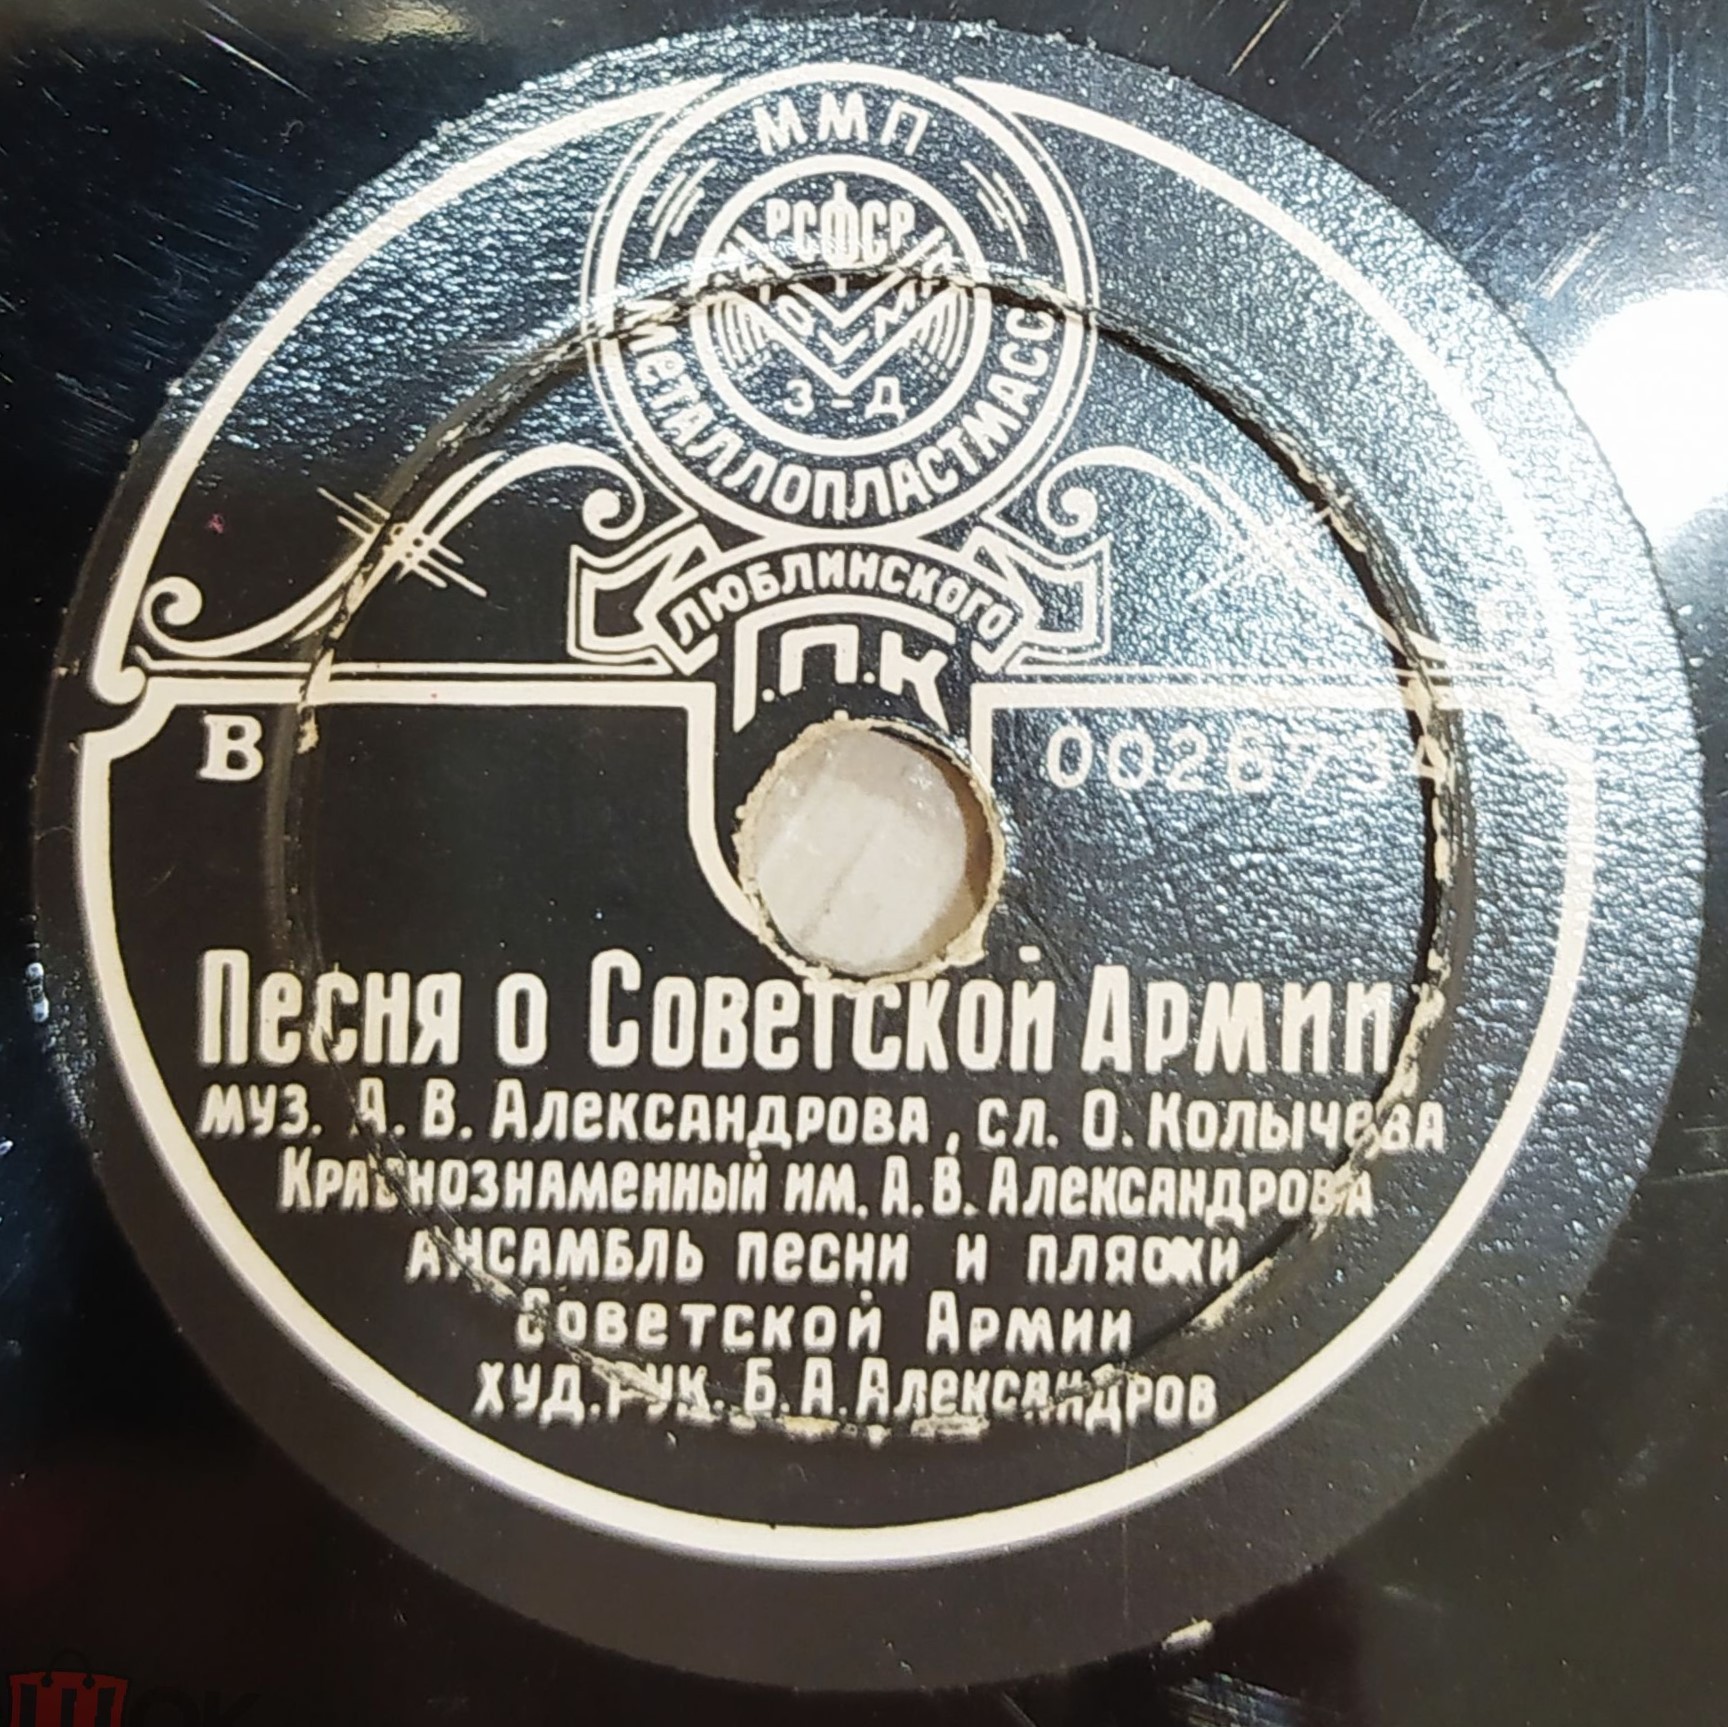 ММП
РСФСР
З-Д
МЕТАЛЛОПЛАСТМАСС
ЛЮБЛИНСКОГО
Г.П.К
В 0026734
ПЕСНЯ О СОВЕТСКОЙ АРМИИ
МУЗ. А. В. АЛЕКСАНДРОВА, СЛ. О. КОЛЫЧЕВА
КРАСНОЗНАМЕННЫЙ ИМ. А. В. АЛЕКСАНДРОВА
АНСАМБЛЬ ПЕСНИ И ПЛЯСКИ
СОВЕТСКОЙ АРМИИ
ХУД. РУК. Б. А. АЛЕКСАНДРОВ